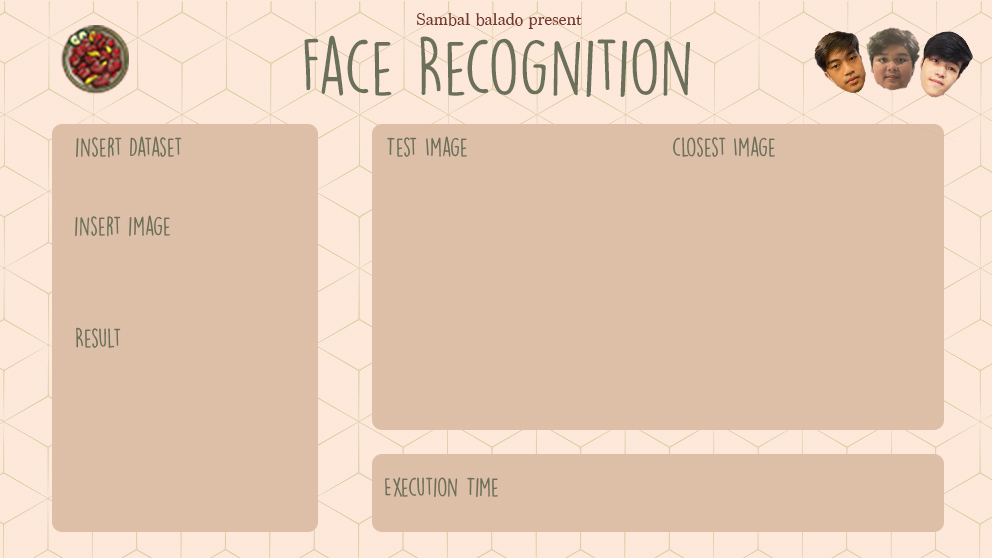 Sambal balado present
FACE RECOGNITION
INSERT DATASET
INSERT IMAGE
RESULT
TEST IMAGE
CLOSEST IMAGE
EXECUTION TIME